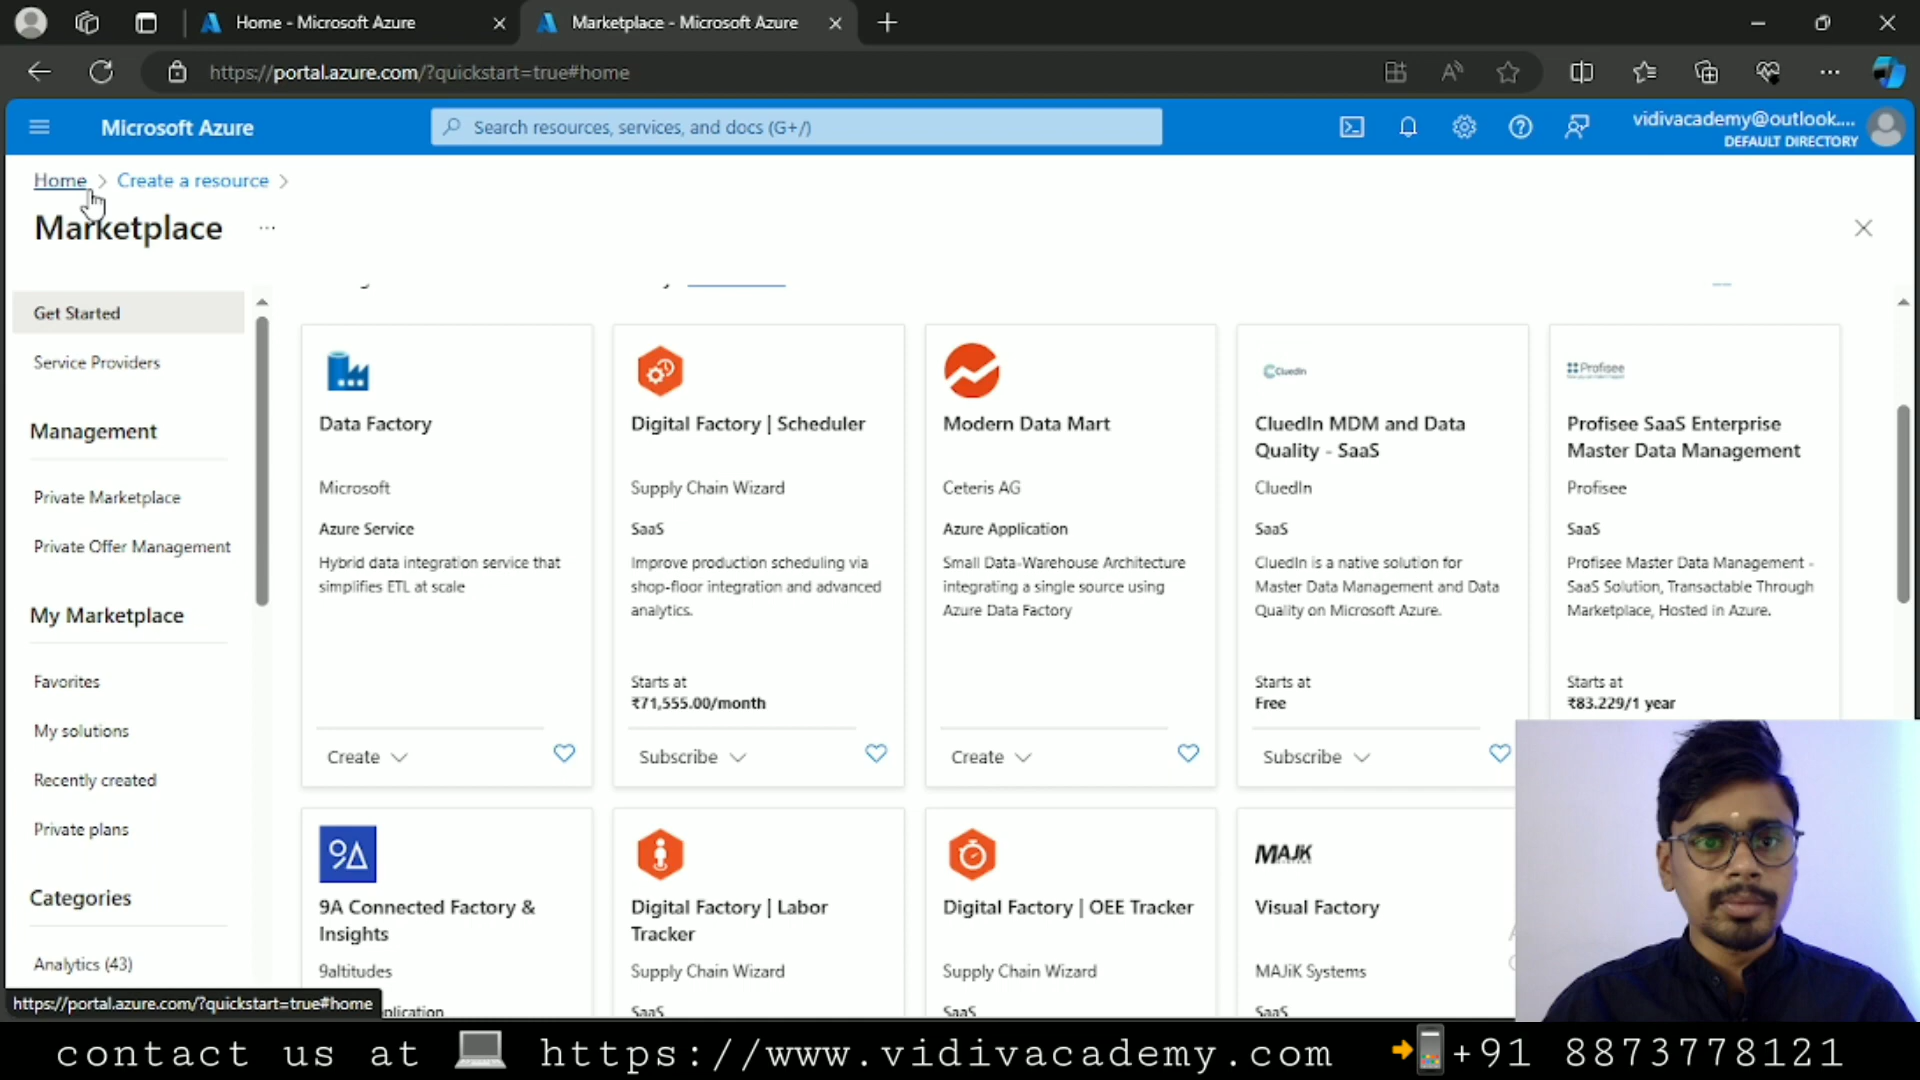 Home - Microsoft Azure
Marketplace - Microsoft Azure
https://portal.azure.com/?quickstart=true#home
Microsoft Azure
Search resources, services, and docs (G+/)
vidivacademy@outlook....
DEFAULT DIRECTORY
Home > Create a resource >
Marketplace ...
Get Started
Service Providers
Management
Private Marketplace
Private Offer Management
My Marketplace
Favorites
My solutions
Recently created
Private plans
Categories
Analytics (43)
Data Factory
Microsoft
Azure Service
Hybrid data integration service that
simplifies ETL at scale
Create
Digital Factory | Scheduler
Supply Chain Wizard
SaaS
Improve production scheduling via
shop-floor integration and advanced
analytics.
Starts at
₹71,555.00/month
Subscribe
Modern Data Mart
Ceteris AG
Azure Application
Small Data-Warehouse Architecture
integrating a single source using
Azure Data Factory
Create
CluedIn
CluedIn MDM and Data
Quality - SaaS
CluedIn
SaaS
CluedIn is a native solution for
Master Data Management and Data
Quality on Microsoft Azure.
Starts at
Free
Subscribe
Profisee
Profisee SaaS Enterprise
Master Data Management
Profisee
SaaS
Profisee Master Data Management -
SaaS Solution, Transactable Through
Marketplace, Hosted in Azure.
Starts at
₹83.229/1 year
9A
9A Connected Factory &
Insights
9altitudes
plication
Digital Factory | Labor
Tracker
Supply Chain Wizard
SaaS
Digital Factory | OEE Tracker
Supply Chain Wizard
SaaS
MAJK
Visual Factory
MAJiK Systems
SaaS
https://portal.azure.com/?quickstart=true#home
contact us at https://www.vidivacademy.com +91 8873778121